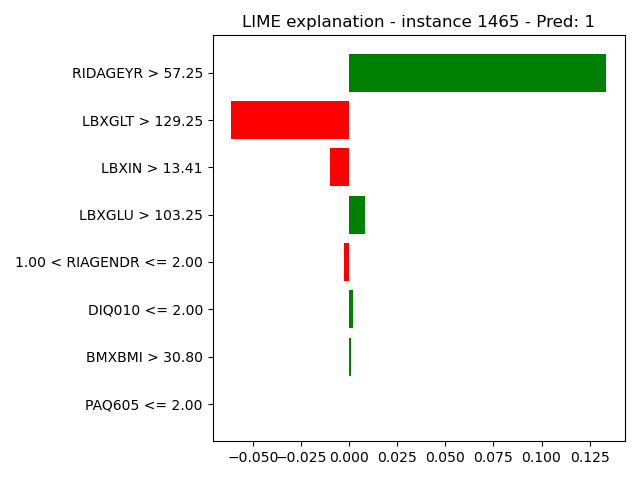 LIME explanation - instance 1465 - Pred: 1
RIDAGEYR > 57.25
LBXGLT > 129.25
LBXIN > 13.41
LBXGLU > 103.25
1.00 < RIAGENDR <= 2.00
DIQ010 <= 2.00
BMXBMI > 30.80
PAQ605 <= 2.00
−0.050 −0.025 0.000 0.025 0.050 0.075 0.100 0.125